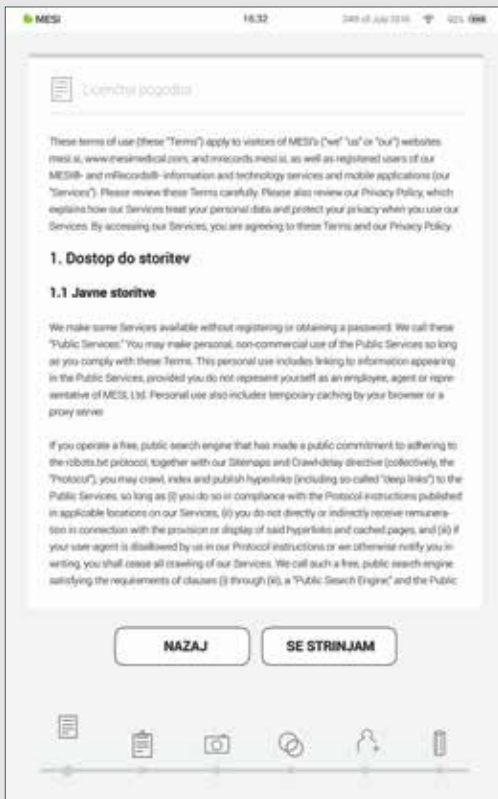 MESI
16:32
24th of July 2016
92%
Licenčna pogodba
These terms of use (these "Terms") apply to visitors of MESI's ("we" "us" or "our") websites
mesi.si, www.mesimedical.com, and mrecords.mesi.si, as well as registered users of our
MESI®- and mRecords®- information and technology services and mobile applications (our
"Services"). Please review these Terms carefully. Please also review our Privacy Policy, which
explains how our Services treat your personal data and protect your privacy when you use our
Services. By accessing our Services, you are agreeing to these Terms and our Privacy Policy.
1. Dostop do storitev
1.1 Javne storitve
We make some Services available without registering or obtaining a password. We call these
"Public Services." You may make personal, non-commercial use of the Public Services so long
as you comply with these Terms. This personal use includes linking to information appearing
in the Public Services, provided you do not represent yourself as an employee, agent or repre-
sentative of MESI, Ltd. Personal use also includes temporary caching by your browser or a
proxy server.
If you operate a free, public search engine that has made a public commitment to adhering to
the robots.txt protocol, together with our Sitemaps and Crawl-delay directive (collectively, the
"Protocol"), you may crawl, index and publish hyperlinks (including so-called "deep links") to the
Public Services, so long as (i) you do so in compliance with the Protocol instructions published
in applicable locations on our Services, (ii) you do not directly or indirectly receive remunera-
tion in connection with the provision or display of said hyperlinks and cached pages, and (iii) if
your user agent is disallowed by us in our Protocol instructions or we otherwise notify you in
writing, you shall cease all crawling of our Services. We call such a free, public search engine
satisfying the requirements of clauses (i) through (iii), a "Public Search Engine," and the Public
NAZAJ
SE STRINJAM